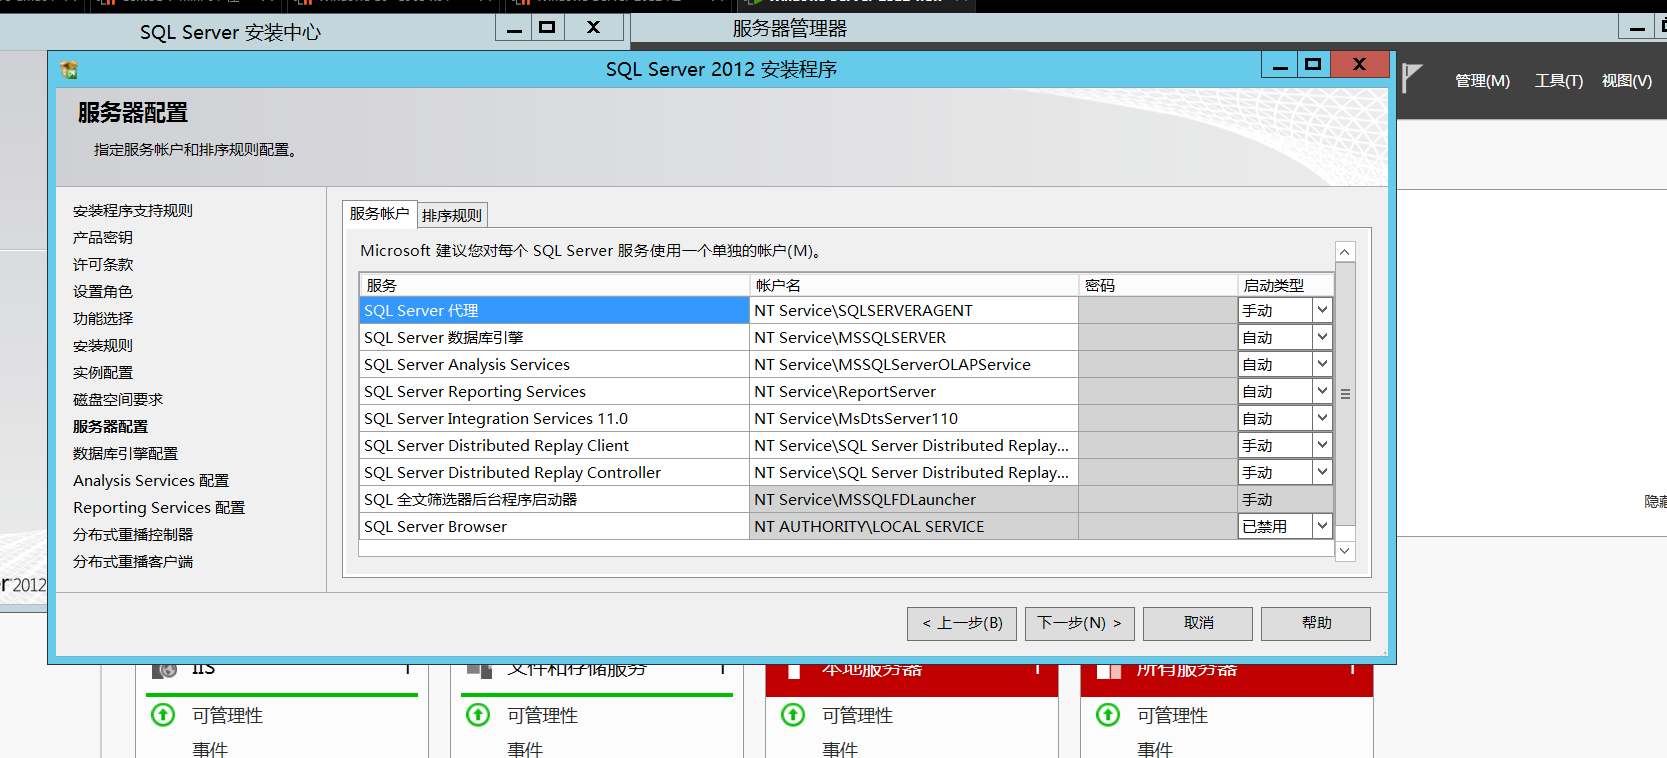 SQL Server 安装中心
服务器管理器
SQL Server 2012 安装程序
管理(M) 工具(T) 视图(V)
服务器配置
指定服务帐户和排序规则配置。
安装程序支持规则
产品密钥
许可条款
设置角色
功能选择
安装规则
实例配置
磁盘空间要求
服务器配置
数据库引擎配置
Analysis Services 配置
Reporting Services 配置
分布式重播控制器
分布式重播客户端
服务帐户 排序规则
Microsoft 建议您对每个 SQL Server 服务使用一个单独的帐户(M)。
服务 帐户名 密码 启动类型
SQL Server 代理 NT Service\SQLSERVERAGENT 手动
SQL Server 数据库引擎 NT Service\MSSQLSERVER 自动
SQL Server Analysis Services NT Service\MSSQLServerOLAPService 自动
SQL Server Reporting Services NT Service\ReportServer 自动
SQL Server Integration Services 11.0 NT Service\MsDtsServer110 自动
SQL Server Distributed Replay Client NT Service\SQL Server Distributed Replay... 手动
SQL Server Distributed Replay Controller NT Service\SQL Server Distributed Replay... 手动
SQL 全文筛选器后台程序启动器 NT Service\MSSQLFDLauncher 手动
SQL Server Browser NT AUTHORITY\LOCAL SERVICE 已禁用
隐藏
er 2012
< 上一步(B) 下一步(N) > 取消 帮助
IIS 1 文件和存储服务 1 本地服务器 1 所有服务器 1
可管理性 可管理性 可管理性 可管理性
事件 事件 事件 事件